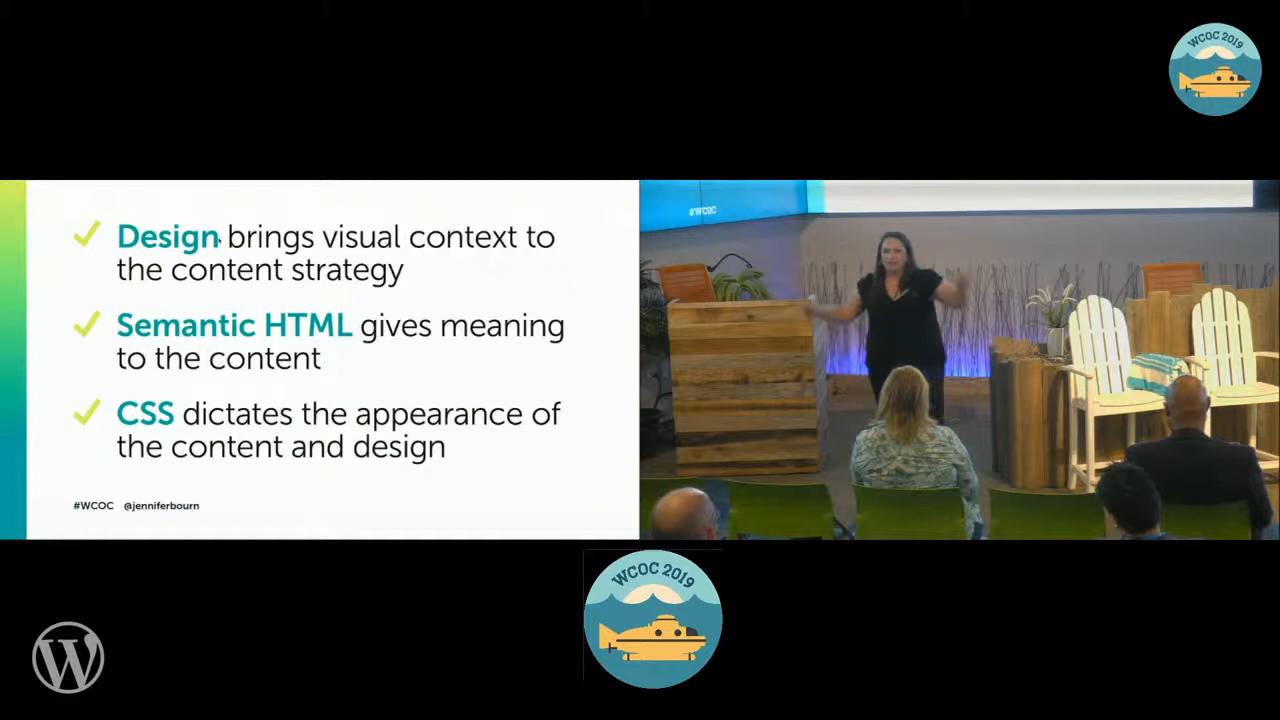 WCOC 2019
Design brings visual context to
the content strategy
Semantic HTML gives meaning
to the content
CSS dictates the appearance of
the content and design
#WCOC @jenniferbourn
#WCOC
WCOC 2019
W